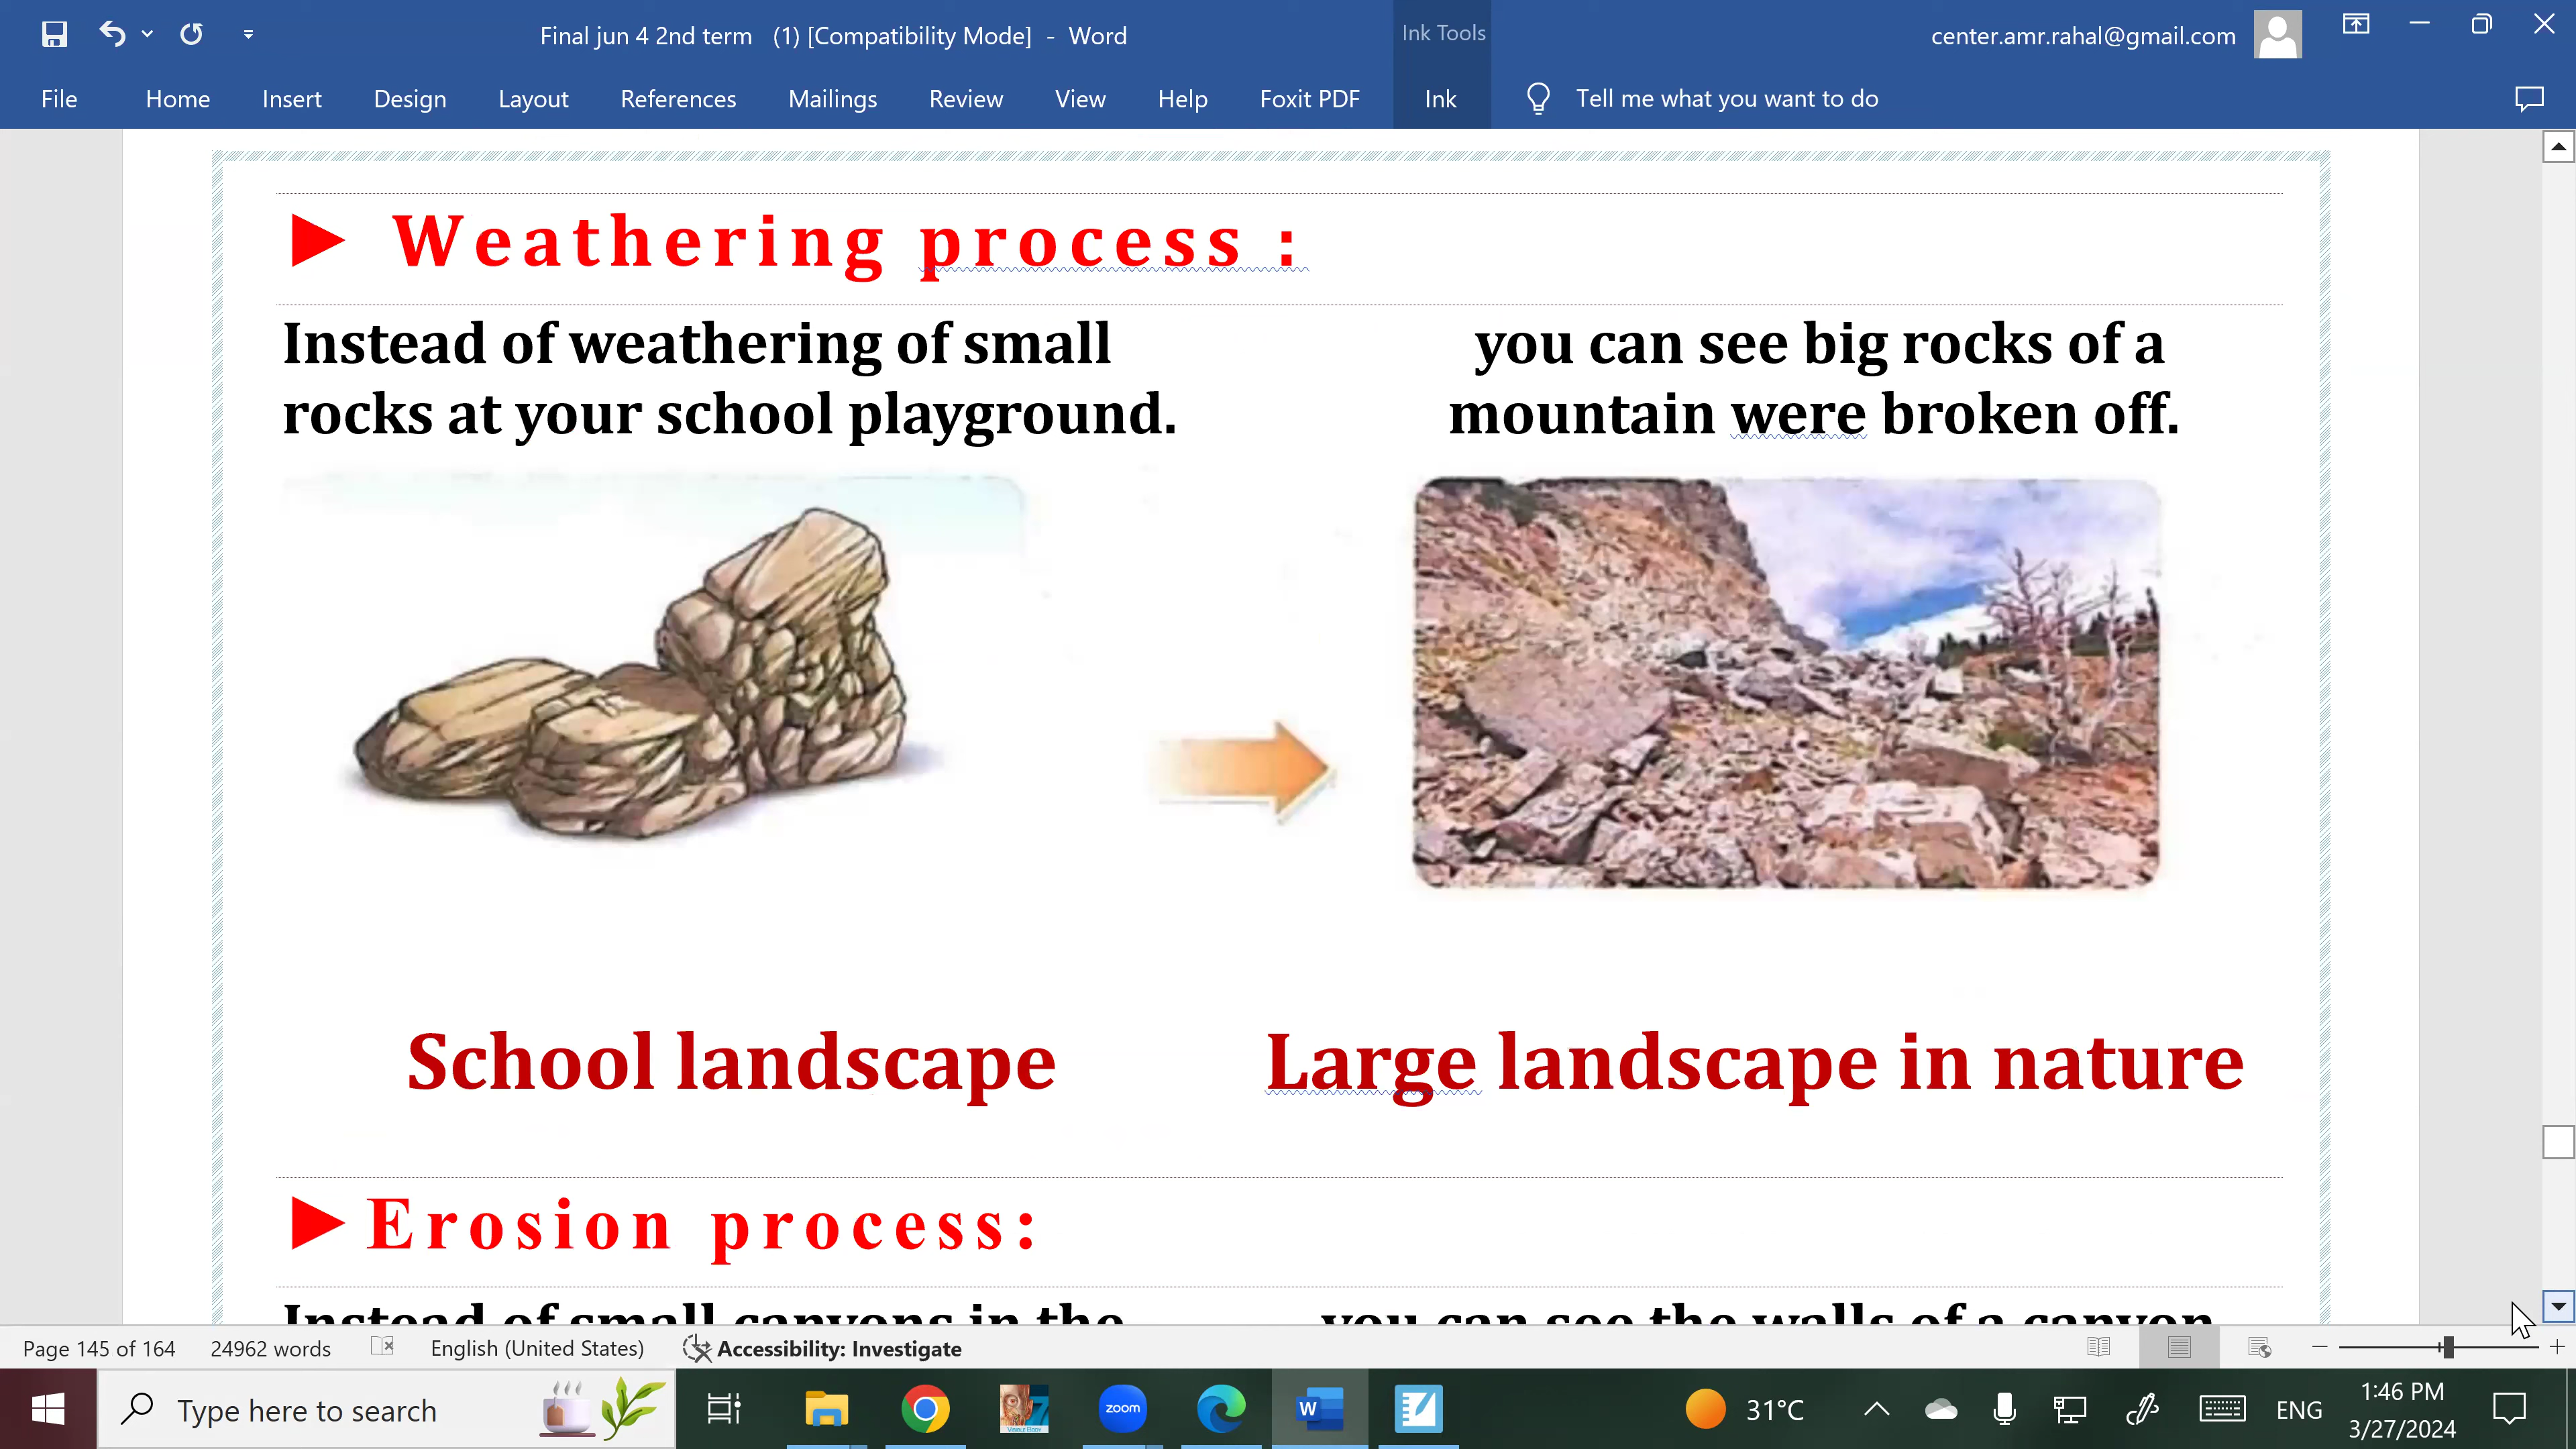 Final jun 4 2nd term (1) [Compatibility Mode] - Word
Ink Tools
center.amr.rahal@gmail.com
File Home Insert Design Layout References Mailings Review View Help Foxit PDF Ink Tell me what you want to do
► Weathering process :
Instead of weathering of small
rocks at your school playground.
you can see big rocks of a
mountain were broken off.
School landscape
Large landscape in nature
► Erosion process:
Instead of small canyons in the
you can see the walls of a canyon
Page 145 of 164 24962 words English (United States) Accessibility: Investigate
Type here to search
zoom
W
31°C
ENG
1:46 PM
3/27/2024